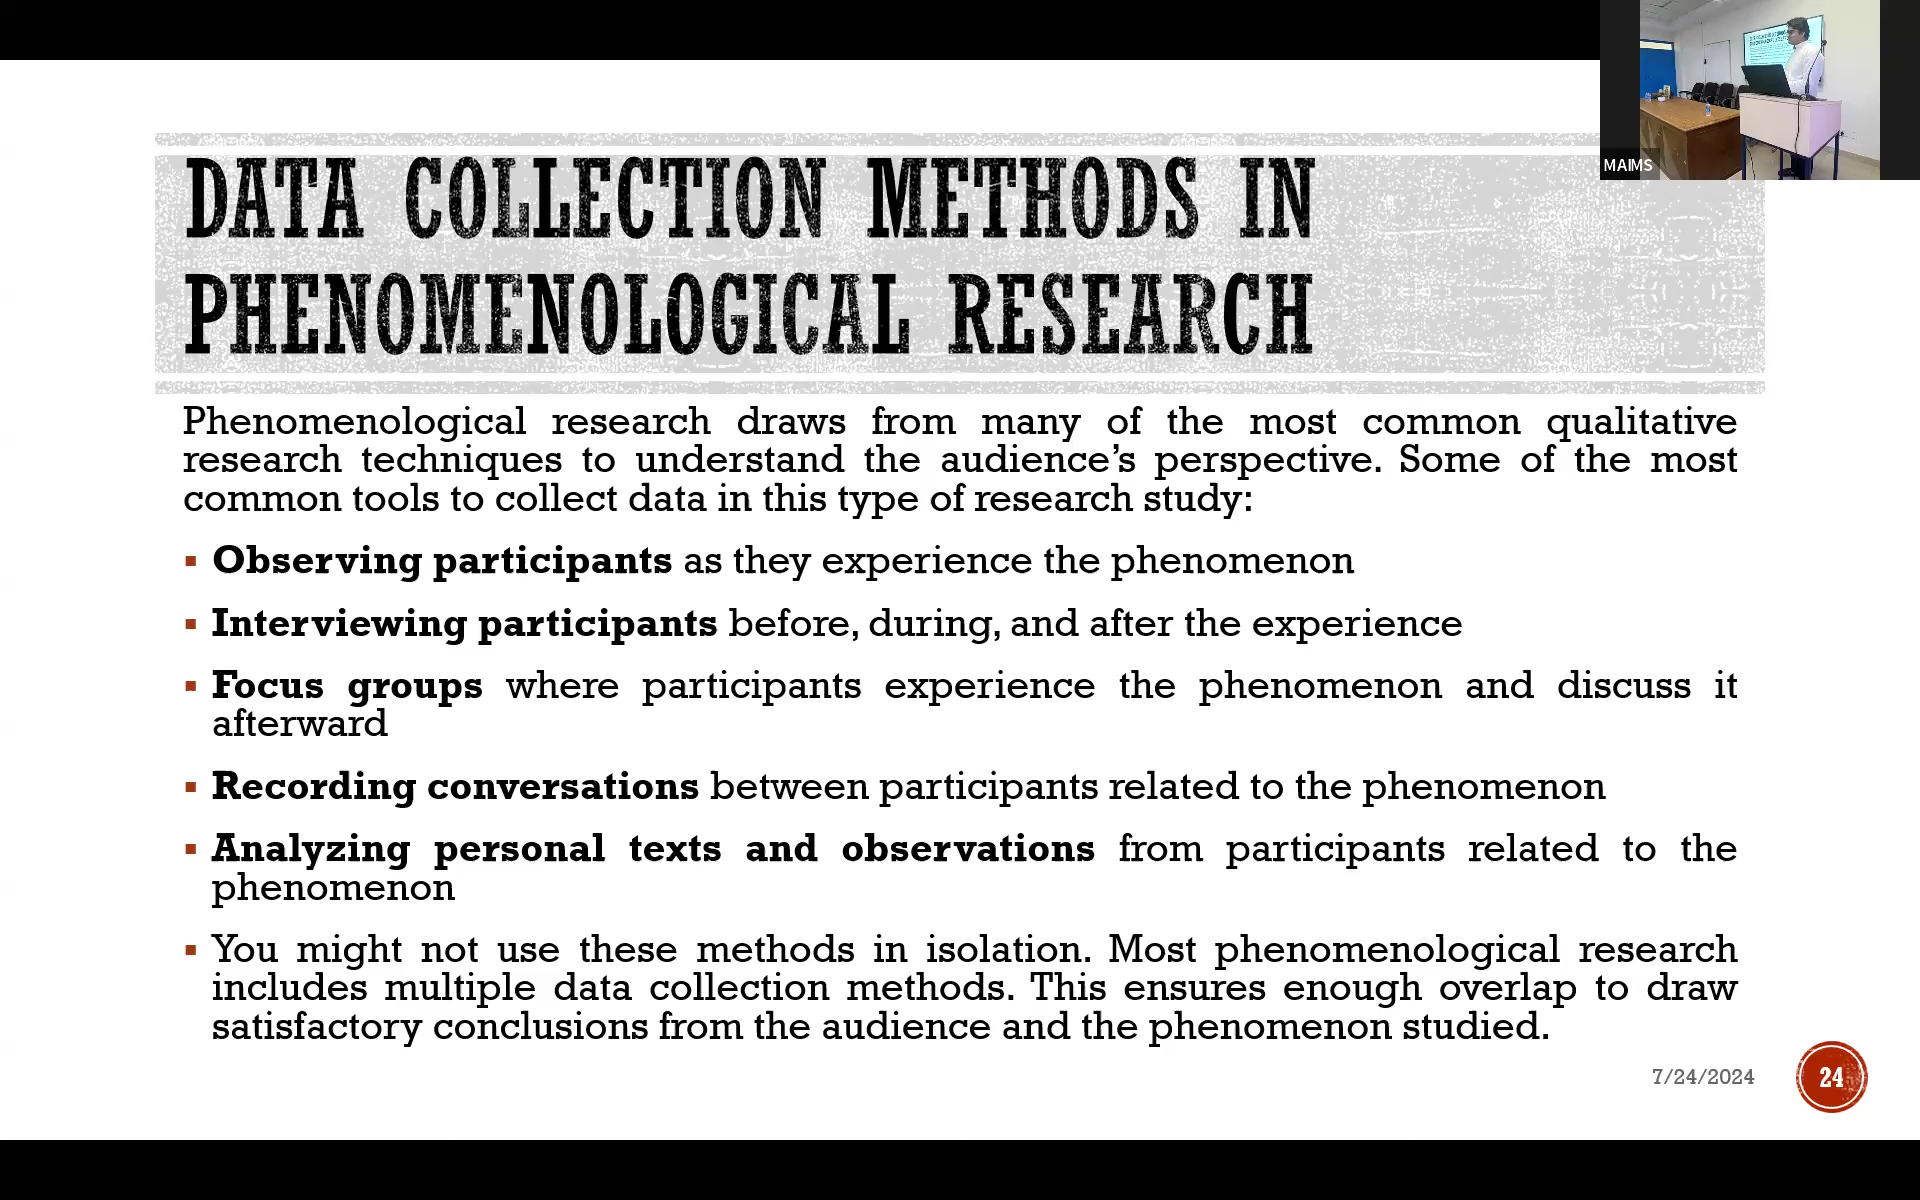 MAIMS
DATA COLLECTION METHODS IN
PHENOMENOLOGICAL RESEARCH
Phenomenological research draws from many of the most common qualitative
research techniques to understand the audience’s perspective. Some of the most
common tools to collect data in this type of research study:
▪ Observing participants as they experience the phenomenon
▪ Interviewing participants before, during, and after the experience
▪ Focus groups where participants experience the phenomenon and discuss it
afterward
▪ Recording conversations between participants related to the phenomenon
▪ Analyzing personal texts and observations from participants related to the
phenomenon
▪ You might not use these methods in isolation. Most phenomenological research
includes multiple data collection methods. This ensures enough overlap to draw
satisfactory conclusions from the audience and the phenomenon studied.
7/24/2024
24